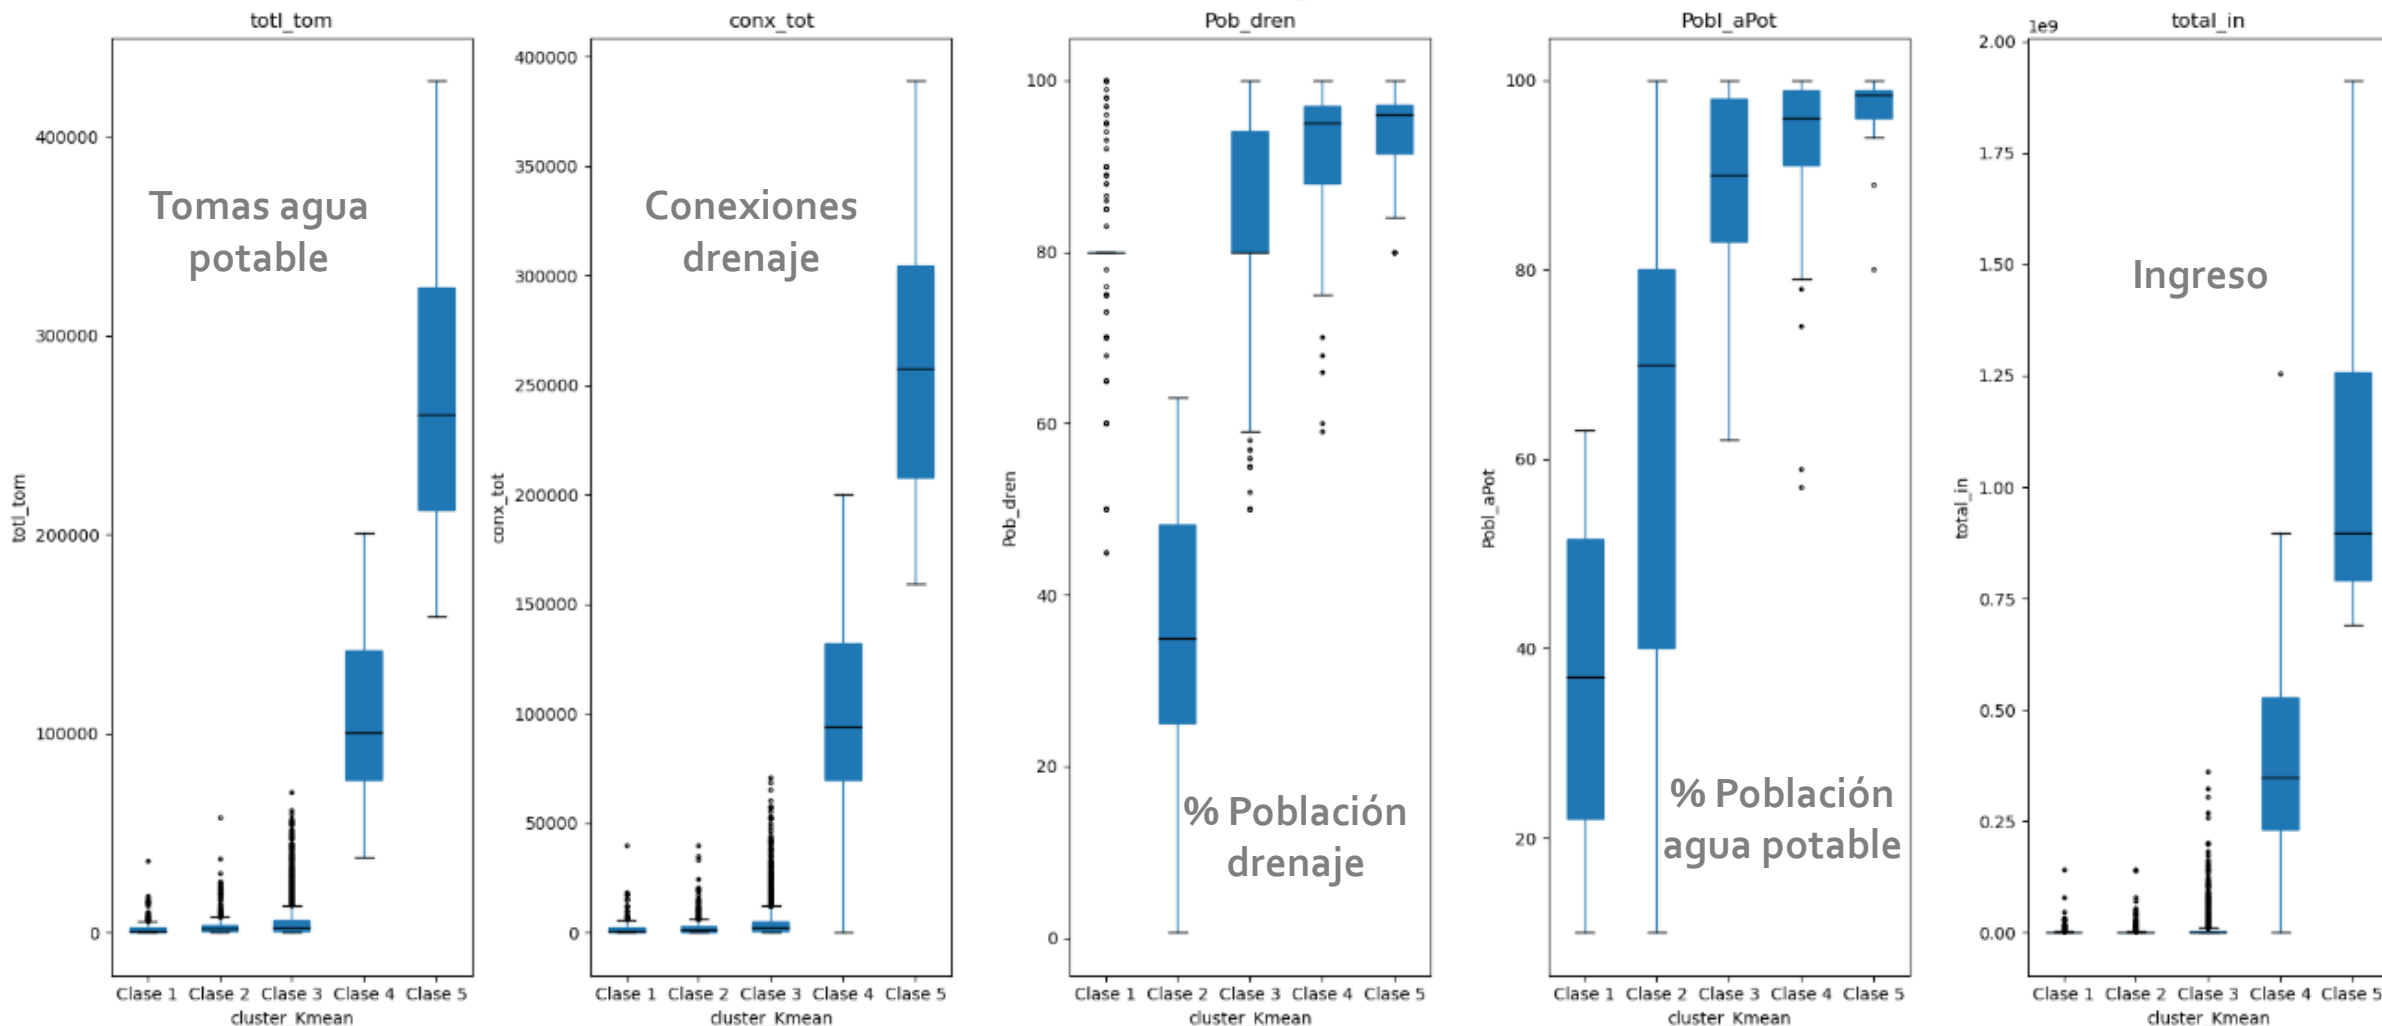 totl_tom
conx_tot
Pob_dren
Pobl_aPot
total_in
1e9
Tomas agua
potable
400000
300000
200000
100000
0
totl_tom
Clase 1 Clase 2 Clase 3 Clase 4 Clase 5
cluster_Kmean
Conexiones
drenaje
400000
350000
300000
250000
200000
150000
100000
50000
0
conx_tot
Clase 1 Clase 2 Clase 3 Clase 4 Clase 5
cluster_Kmean
100
80
60
40
20
0
Pob_dren
% Población
drenaje
Clase 1 Clase 2 Clase 3 Clase 4 Clase 5
cluster_Kmean
100
80
60
40
20
Pobl_aPot
% Población
agua potable
Clase 1 Clase 2 Clase 3 Clase 4 Clase 5
cluster_Kmean
2.00
1.75
1.50
1.25
1.00
0.75
0.50
0.25
0.00
total_in
Ingreso
Clase 1 Clase 2 Clase 3 Clase 4 Clase 5
cluster_Kmean